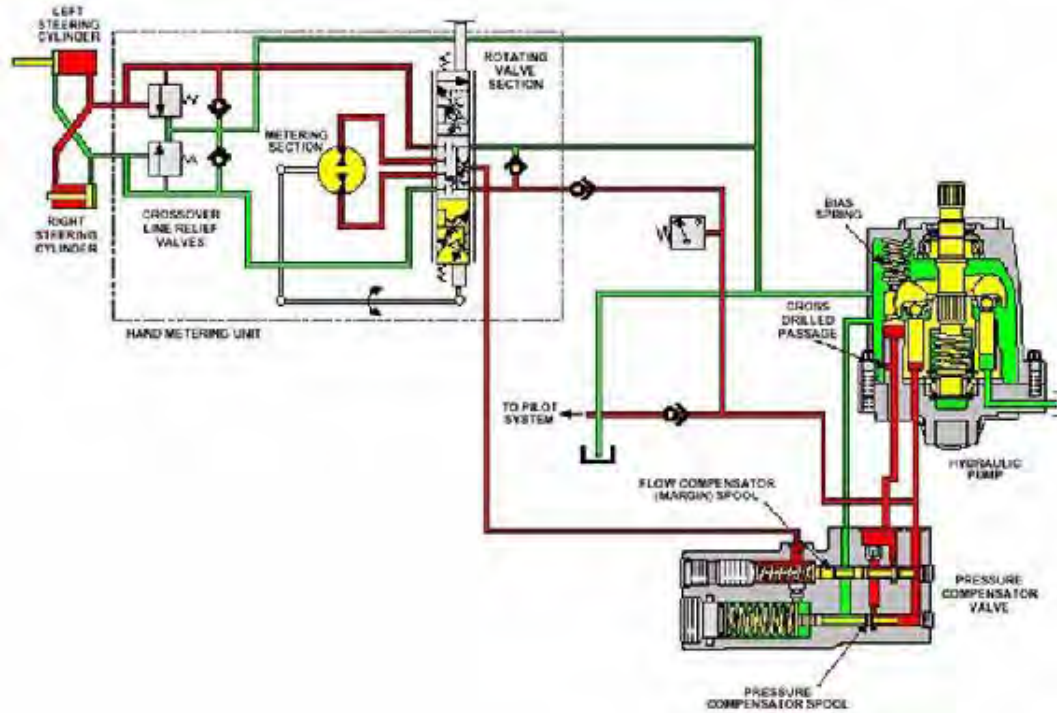 LEFT
STEERING
CYLINDER
ROTATING
VALVE
SECTION
METERING
SECTION
RIGHT
STEERING
CYLINDER
CROSSOVER
LINE RELIEF
VALVES
HAND METERING UNIT
BIAS
SPRING
CROSS
DRILLED
PASSAGE
TO PILOT
SYSTEM
HYDRAULIC
PUMP
FLOW COMPENSATOR
(MARGIN) SPOOL
PRESSURE
COMPENSATOR
VALVE
PRESSURE
COMPENSATOR SPOOL